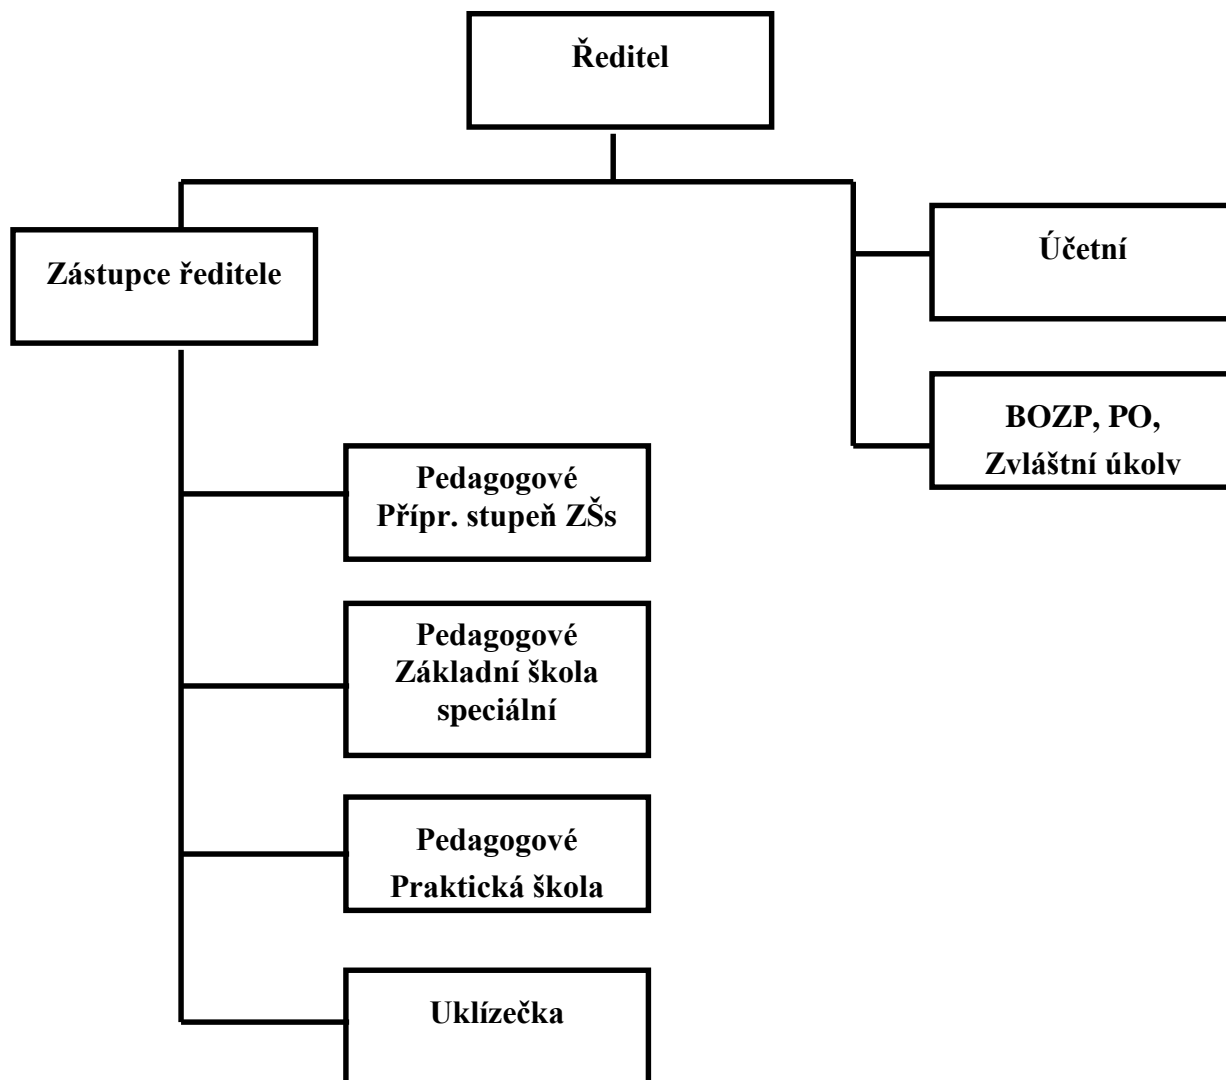 Ředitel
Zástupce ředitele
Účetní
BOZP, PO,
Zvláštní úkoly
Pedagogové
Přípr. stupeň ZŠs
Pedagogové
Základní škola
speciální
Pedagogové
Praktická škola
Uklízečka